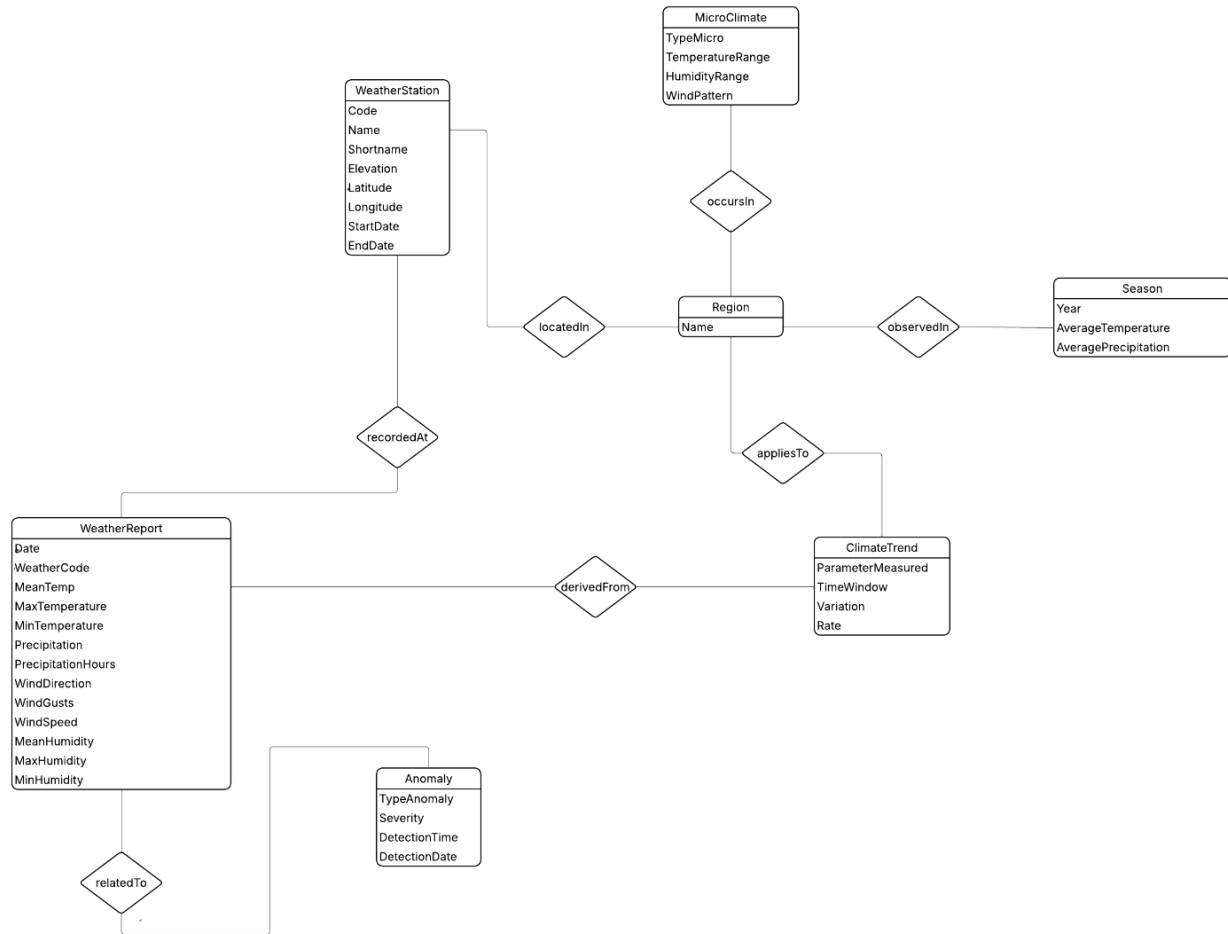 MicroClimate
TypeMicro
TemperatureRange
HumidityRange
WindPattern
WeatherStation
Code
Name
Shortname
Elevation
Latitude
Longitude
StartDate
EndDate
occursIn
Region
Name
locatedIn
observedIn
Season
Year
AverageTemperature
AveragePrecipitation
recordedAt
appliesTo
WeatherReport
Date
WeatherCode
MeanTemp
MaxTemperature
MinTemperature
Precipitation
PrecipitationHours
WindDirection
WindGusts
WindSpeed
MeanHumidity
MaxHumidity
MinHumidity
derivedFrom
ClimateTrend
ParameterMeasured
TimeWindow
Variation
Rate
Anomaly
TypeAnomaly
Severity
DetectionTime
DetectionDate
relatedTo